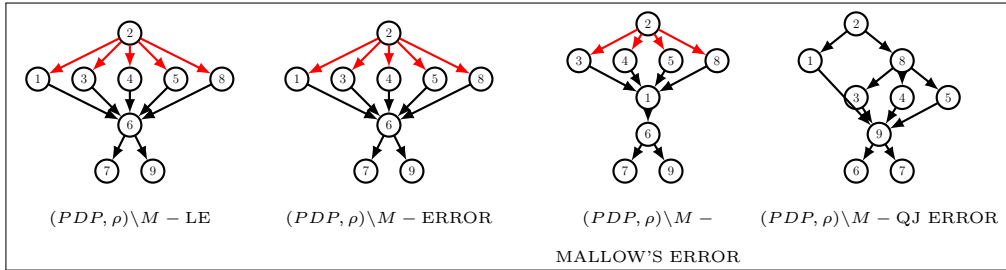 2
1 3 4 5 8
6
7 9
(PDP, ρ)\M − LE
2
1 3 4 5 8
6
7 9
(PDP, ρ)\M − ERROR
2
3 4 5 8
1
6
7 9
(PDP, ρ)\M −
MALLOW'S ERROR
2
1 8
3 4 5
9
6 7
(PDP, ρ)\M − QJ ERROR